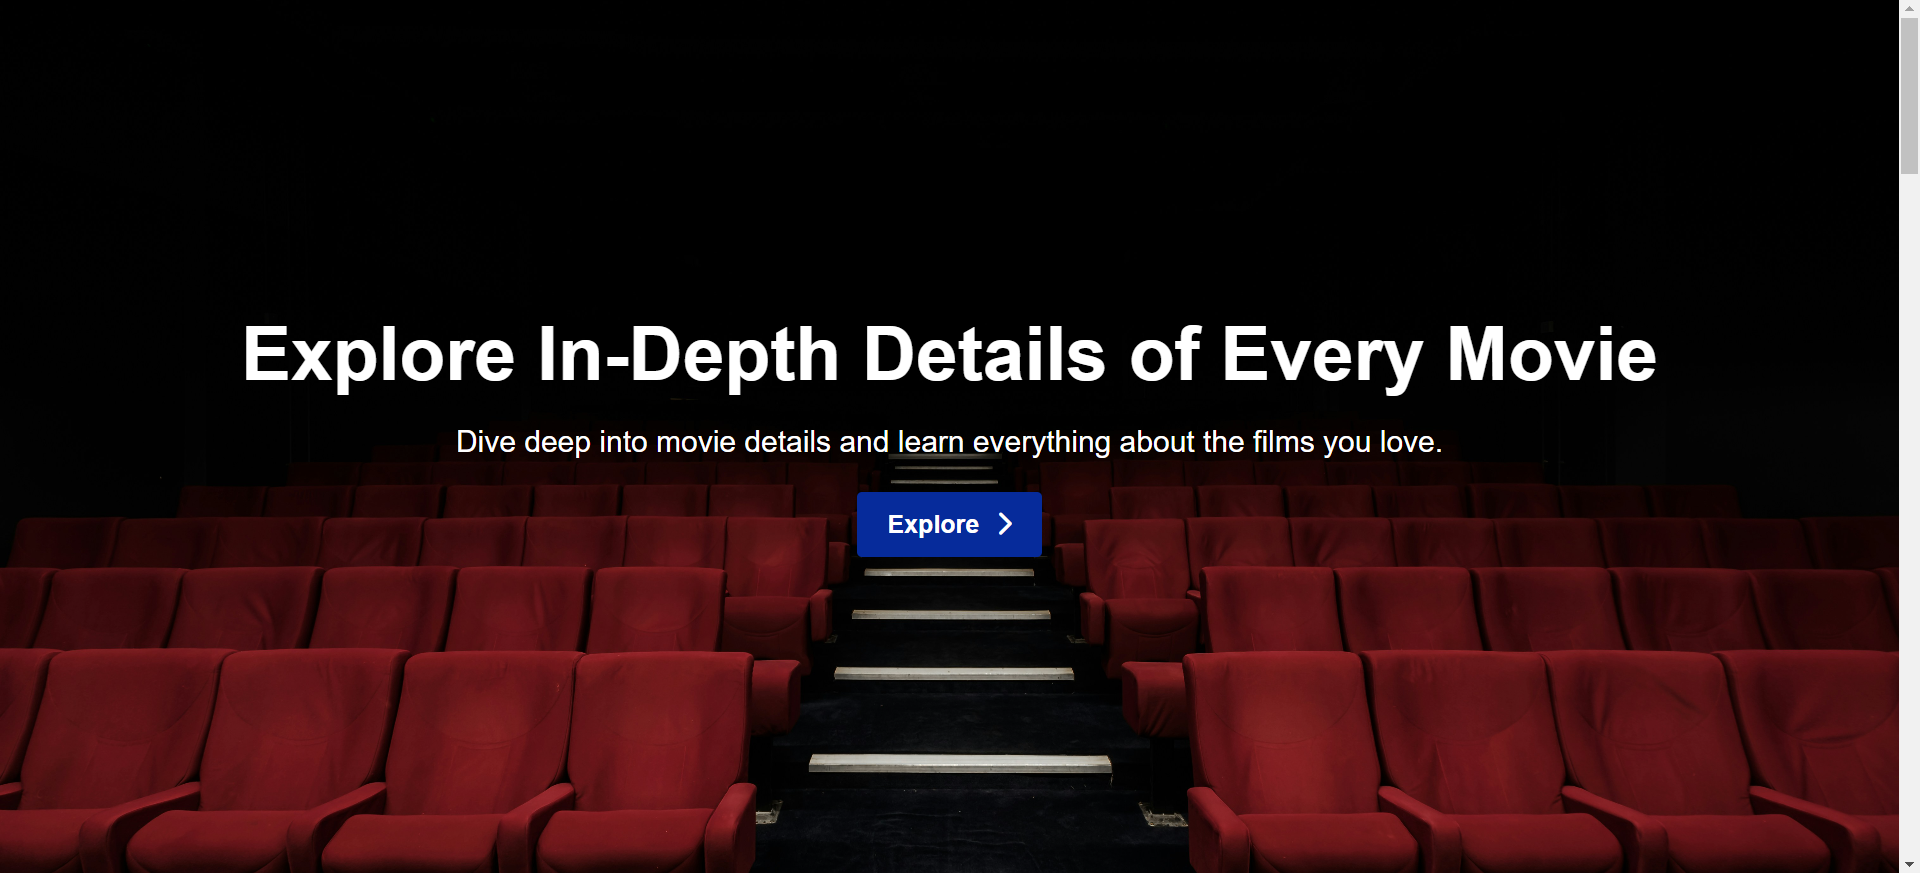 Explore In-Depth Details of Every Movie
Dive deep into movie details and learn everything about the films you love.
Explore